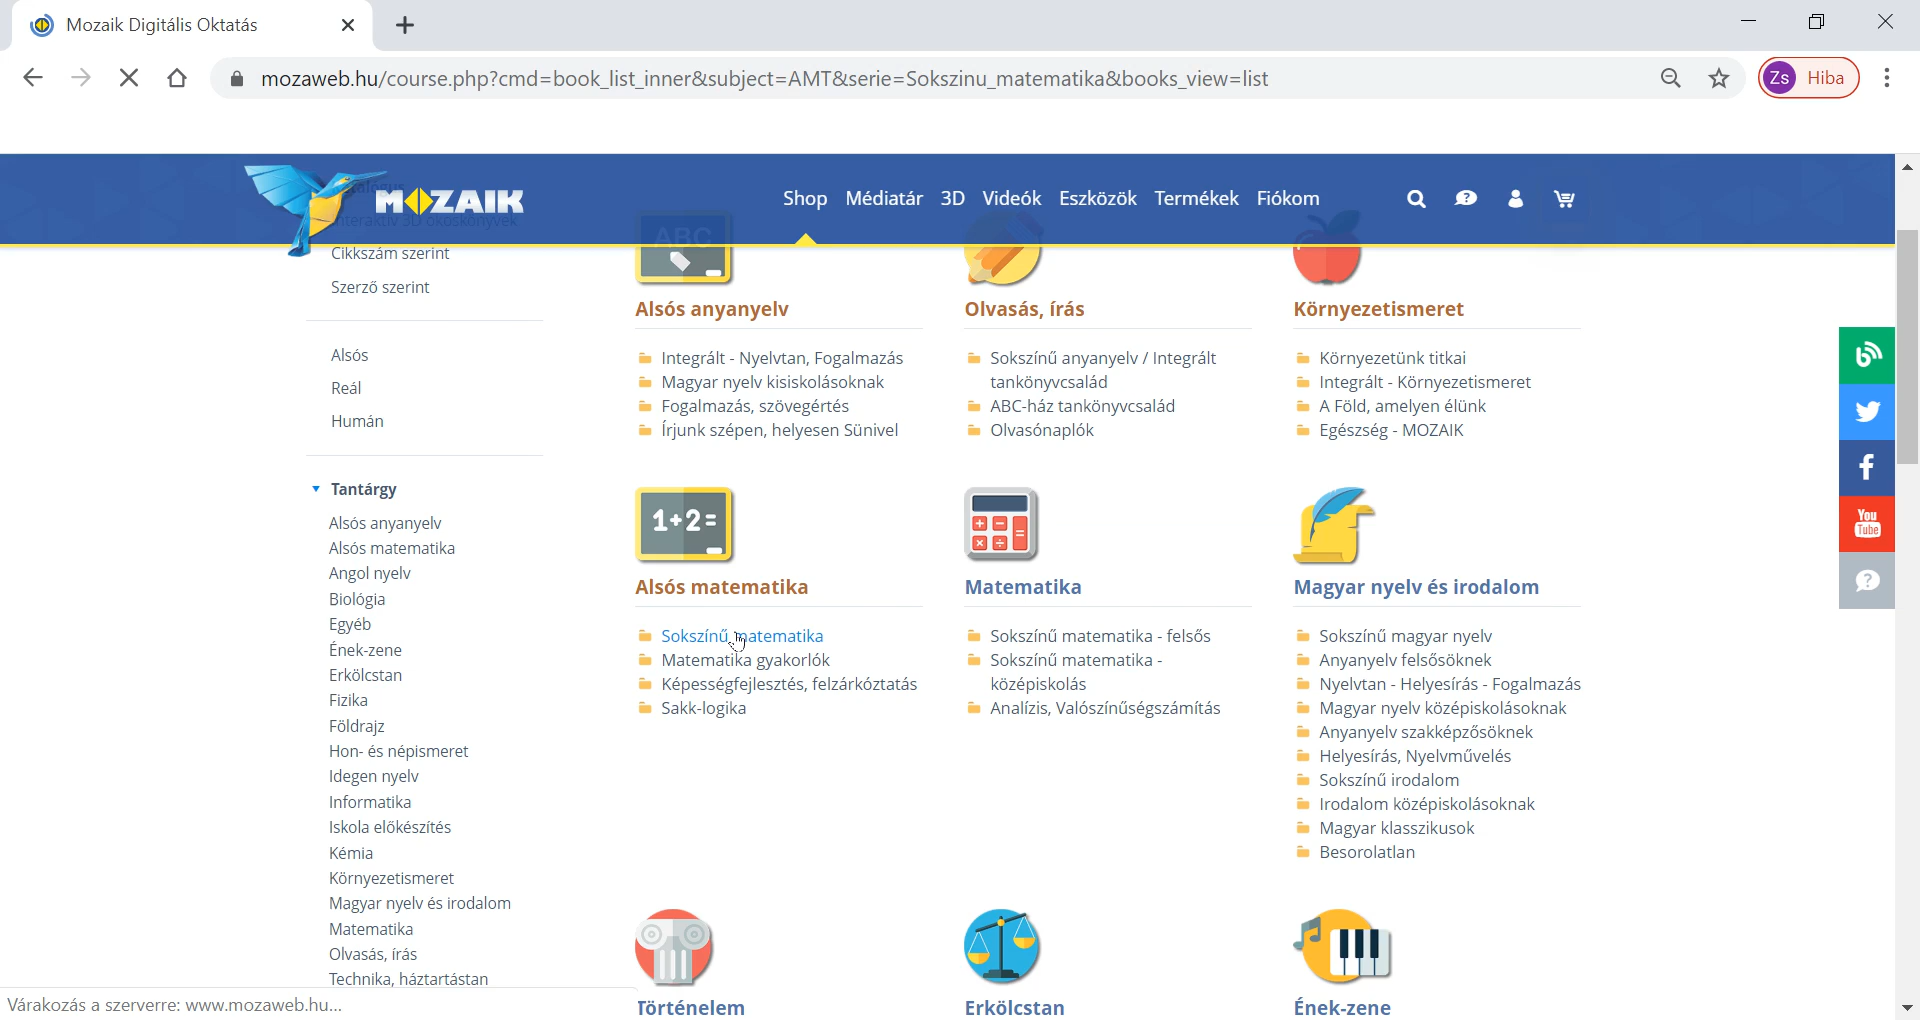 Mozaik Digitális Oktatás
mozaweb.hu/course.php?cmd=book_list_inner&subject=AMT&serie=Sokszinu_matematika&books_view=list
Zs Hiba
MOZAIK
Shop Médiatár 3D Videók Eszközök Termékek Fiókom
Katalógus
Interaktív 3D okoskönyvek
Cikkszám szerint
Szerző szerint
Alsós
Reál
Humán
Tantárgy
Alsós anyanyelv
Alsós matematika
Angol nyelv
Biológia
Egyéb
Ének-zene
Erkölcstan
Fizika
Földrajz
Hon- és népismeret
Idegen nyelv
Informatika
Iskola előkészítés
Kémia
Környezetismeret
Magyar nyelv és irodalom
Matematika
Olvasás, írás
Technika, háztartástan
ABC
Alsós anyanyelv
Integrált - Nyelvtan, Fogalmazás
Magyar nyelv kisiskolásoknak
Fogalmazás, szövegértés
Írjunk szépen, helyesen Sünivel
Olvasás, írás
Sokszínű anyanyelv / Integrált
tankönyvcsalád
ABC-ház tankönyvcsalád
Olvasónaplók
Környezetismeret
Környezetünk titkai
Integrált - Környezetismeret
A Föld, amelyen élünk
Egészség - MOZAIK
1+2=
Alsós matematika
Sokszínű matematika
Matematika gyakorlók
Képességfejlesztés, felzárkóztatás
Sakk-logika
Matematika
Sokszínű matematika - felsős
Sokszínű matematika -
középiskolás
Analízis, Valószínűségszámítás
Magyar nyelv és irodalom
Sokszínű magyar nyelv
Anyanyelv felsősöknek
Nyelvtan - Helyesírás - Fogalmazás
Magyar nyelv középiskolásoknak
Anyanyelv szakképzősöknek
Helyesírás, Nyelvművelés
Sokszínű irodalom
Irodalom középiskolásoknak
Magyar klasszikusok
Besorolatlan
Történelem
Erkölcstan
Ének-zene
You
Tube
Várakozás a szerverre: www.mozaweb.hu...